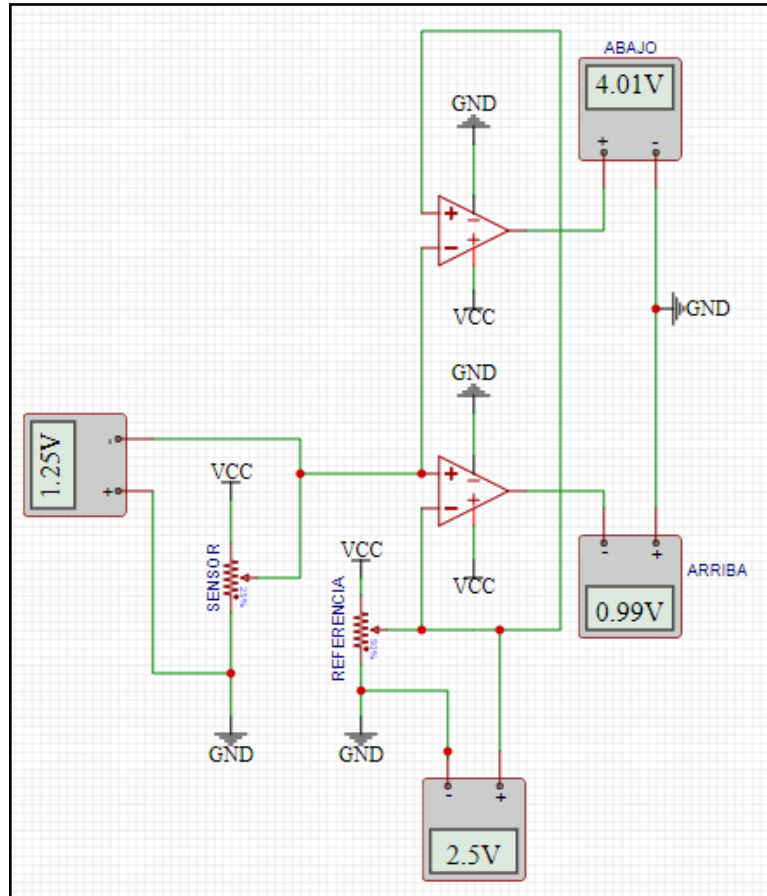 ABAJO
4.01V
+ -
GND
+
-
-
+
VCC
GND
GND
1.25V
-
+
VCC
SENSOR
+
-
-
+
VCC
VCC
REFERENCIA
- +
0.99V
ARRIBA
GND
GND
- +
2.5V